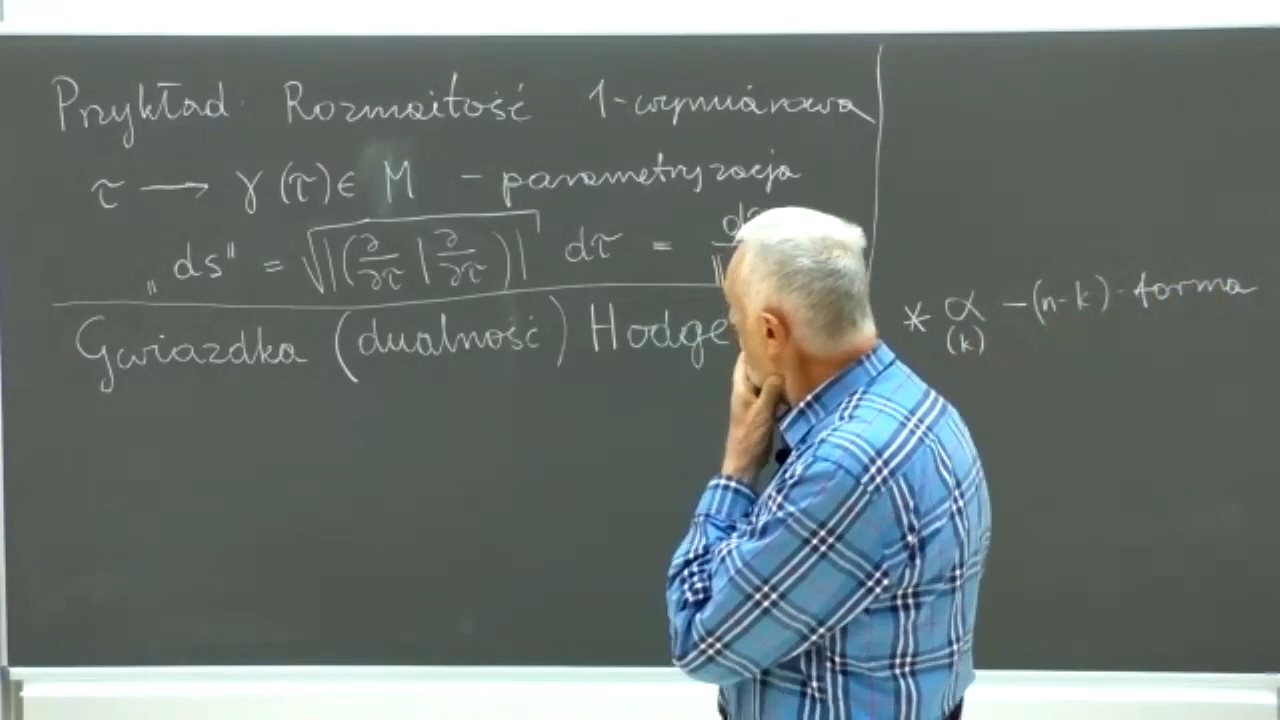 Przykład. Rozmaitość 1-wymiarowa
τ → γ(τ) ∈ M – parametryzacja
„ds" = √|(∂/∂τ | ∂/∂τ)| dτ =
Gwiazdka (dualność) Hodge
* α – (n-k)-forma
(k)